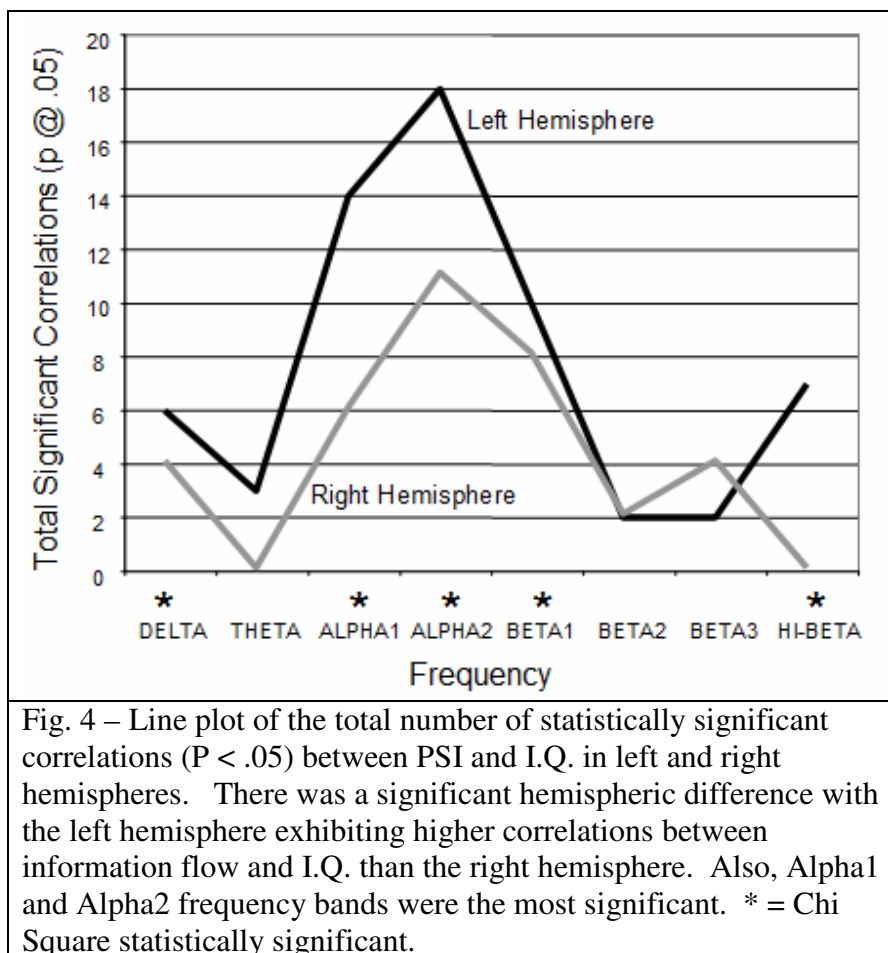 Total Significant Correlations (p @ .05)
20
18
16
14
12
10
8
6
4
2
0
Left Hemisphere
Right Hemisphere
* * * * *
DELTA THETA ALPHA1 ALPHA2 BETA1 BETA2 BETA3 HI-BETA
Frequency
Fig. 4 – Line plot of the total number of statistically significant
correlations (P < .05) between PSI and I.Q. in left and right
hemispheres. There was a significant hemispheric difference with
the left hemisphere exhibiting higher correlations between
information flow and I.Q. than the right hemisphere. Also, Alpha1
and Alpha2 frequency bands were the most significant. * = Chi
Square statistically significant.